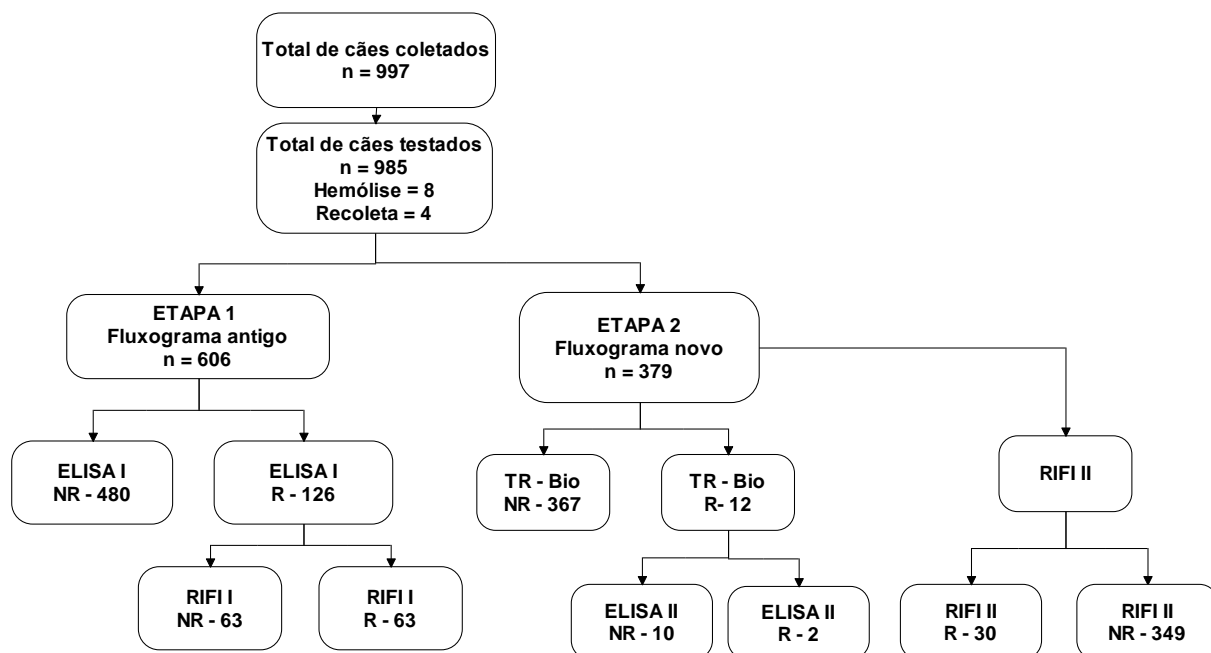 Total de cães coletados
n = 997
Total de cães testados
n = 985
Hemólise = 8
Recoleta = 4
ETAPA 1
Fluxograma antigo
n = 606
ETAPA 2
Fluxograma novo
n = 379
ELISA I
NR - 480
ELISA I
R - 126
TR - Bio
NR - 367
TR - Bio
R- 12
RIFI II
RIFI I
NR - 63
RIFI I
R - 63
ELISA II
NR - 10
ELISA II
R - 2
RIFI II
R - 30
RIFI II
NR - 349